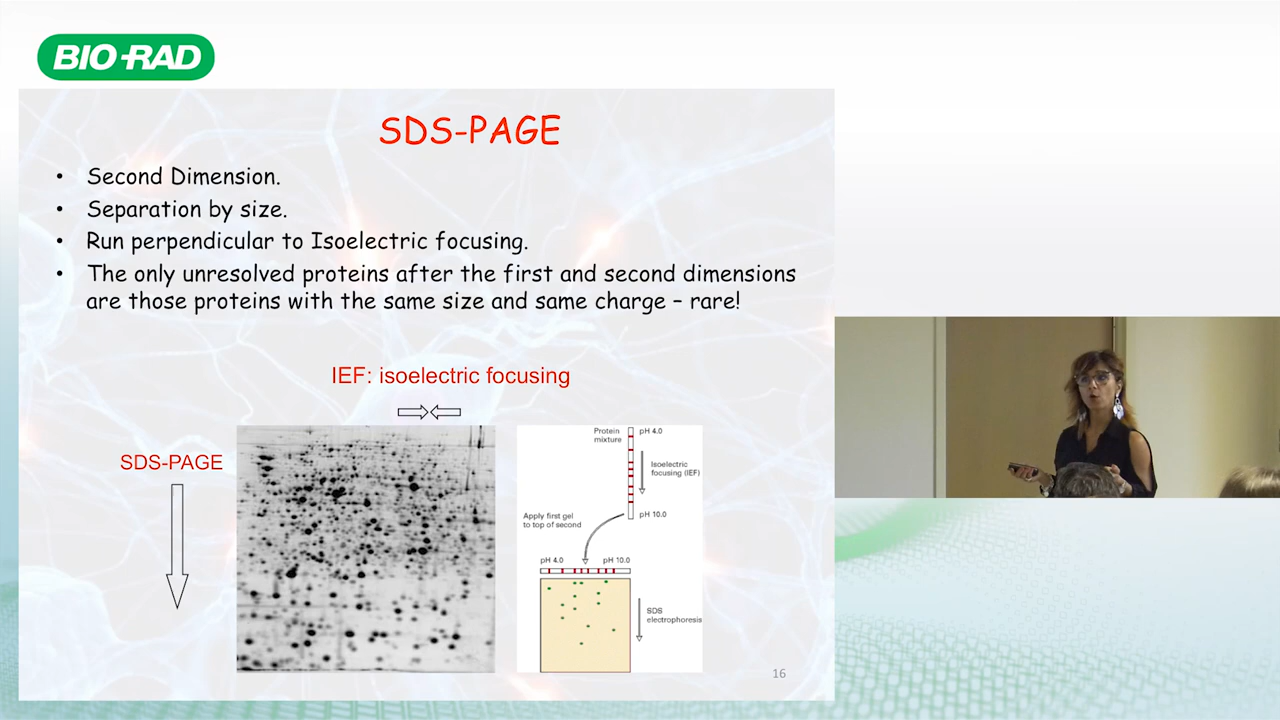 BIO-RAD
SDS-PAGE
• Second Dimension.
• Separation by size.
• Run perpendicular to Isoelectric focusing.
• The only unresolved proteins after the first and second dimensions
are those proteins with the same size and same charge – rare!
IEF: isoelectric focusing
SDS-PAGE
Protein
mixture
pH 4.0
Isoelectric
focusing (IEF)
pH 10.0
Apply first gel
to top of second
pH 4.0
pH 10.0
SDS
electrophoresis
16